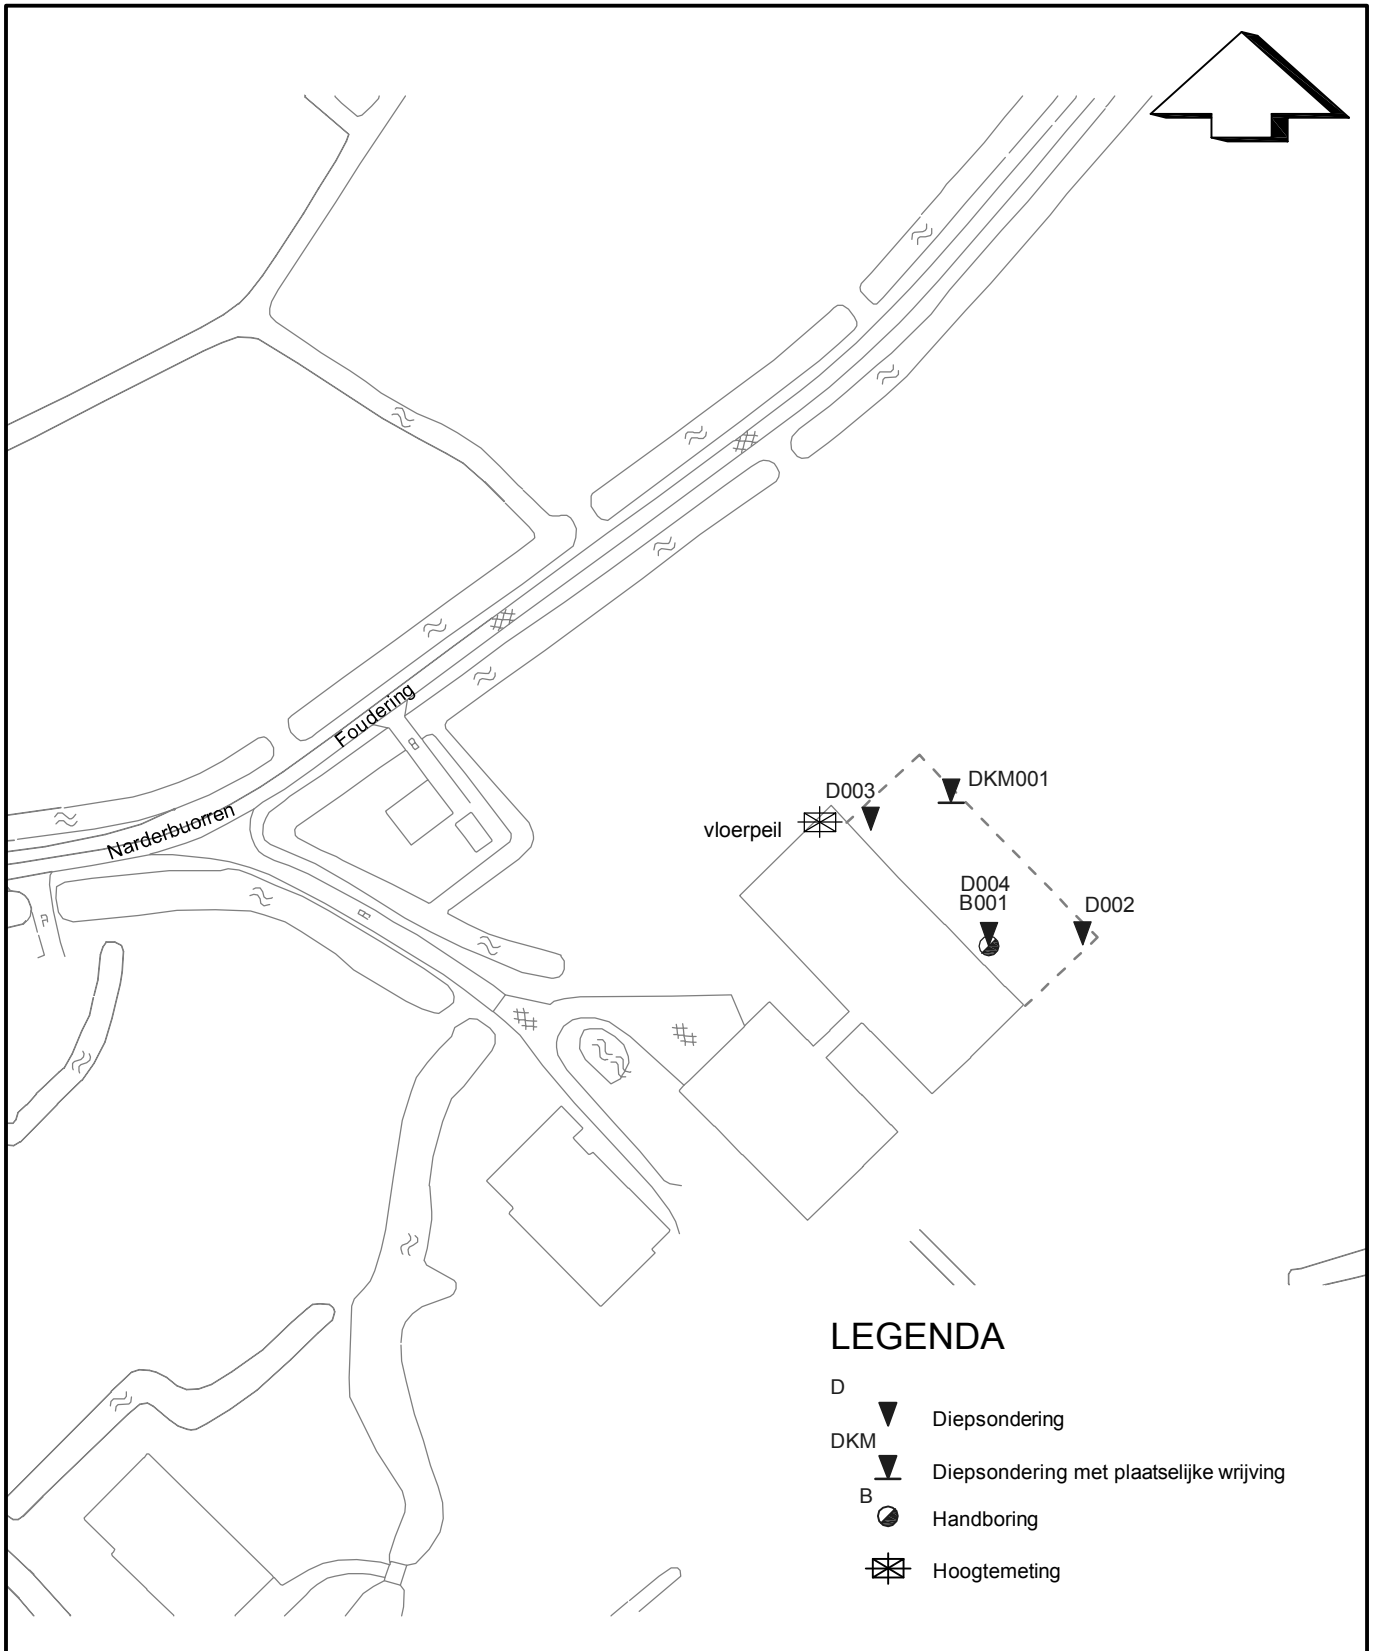 Foudering
Narderbuorren
DKM001
D003
vloerpeil
D004
B001
D002
LEGENDA
D
Diepsondering
DKM
Diepsondering met plaatselijke wrijving
B
Handboring
Hoogtemeting